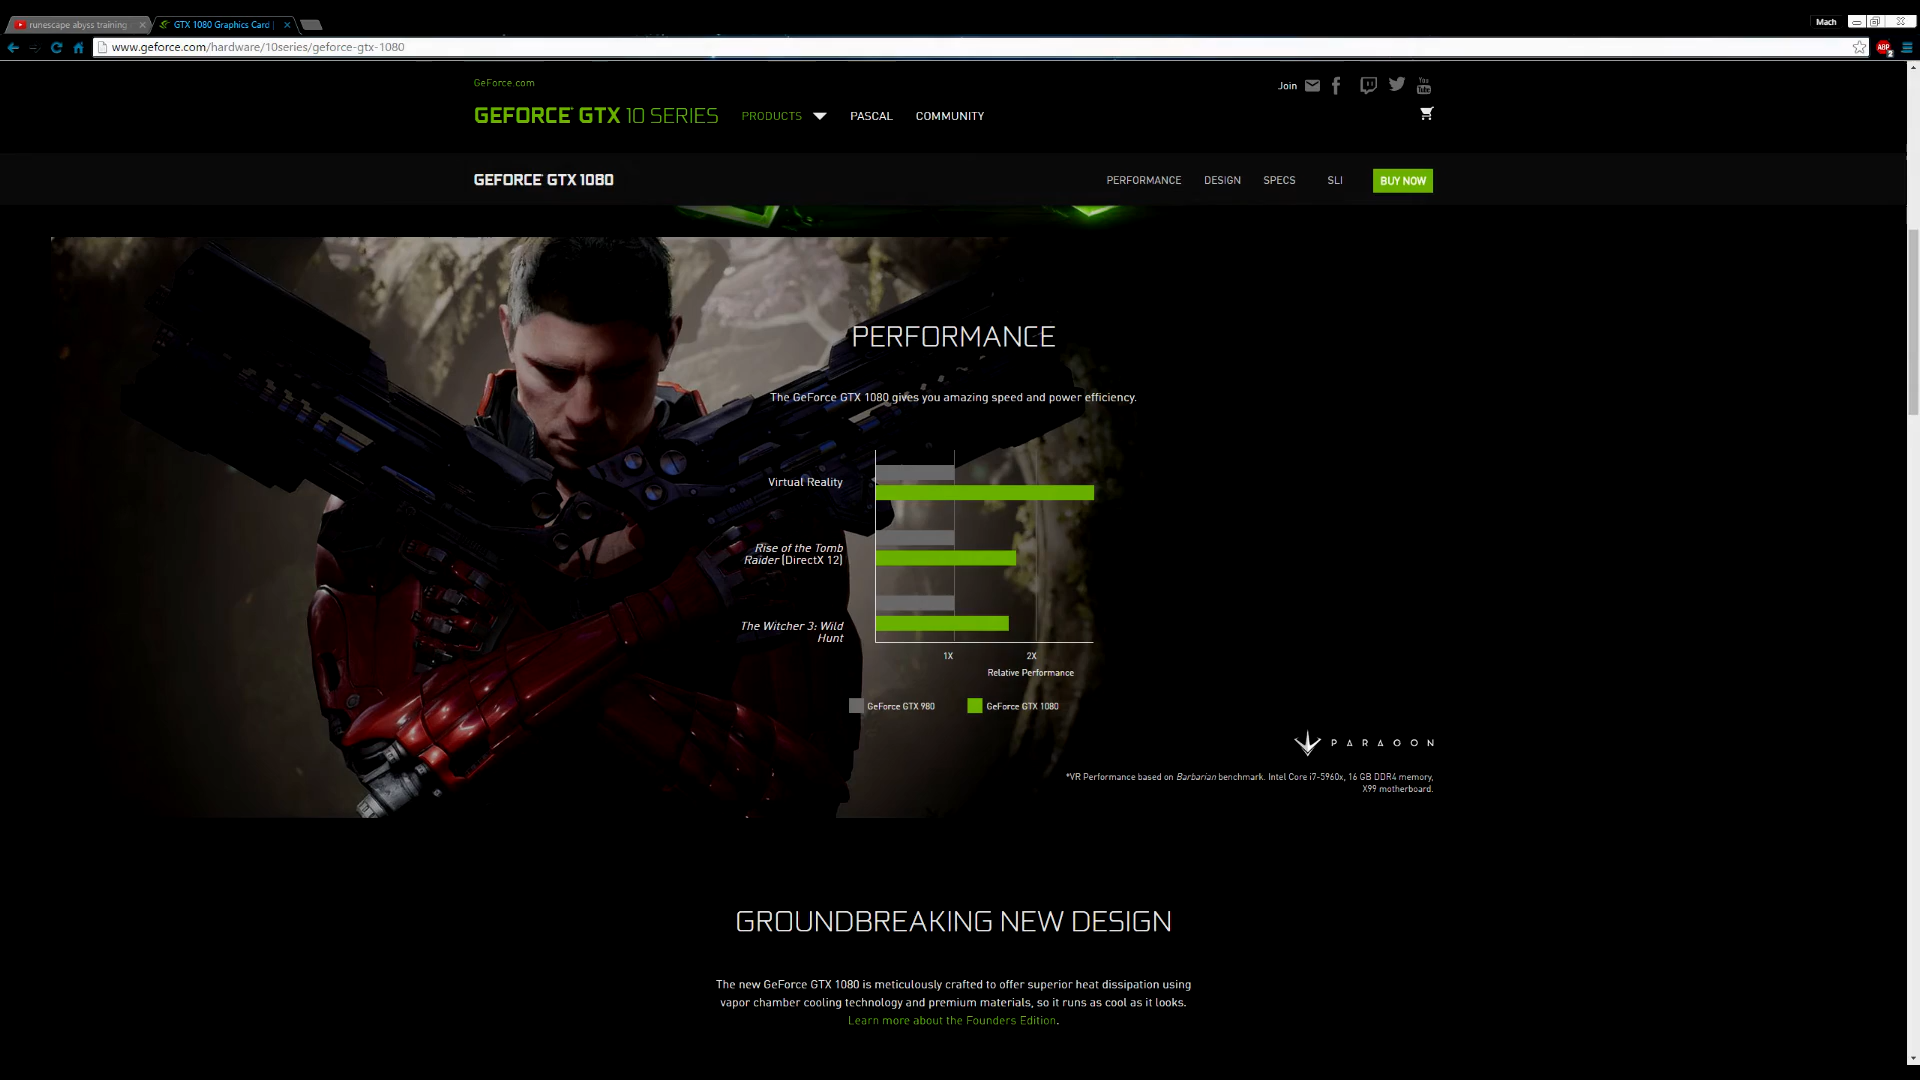 runescape abyss training
GTX 1080 Graphics Card
Mach
www.geforce.com/hardware/10series/geforce-gtx-1080
ABP
2
GeForce.com
Join
You
Tube
GEFORCE GTX 10 SERIES
PRODUCTS
PASCAL
COMMUNITY
GEFORCE GTX 1080
PERFORMANCE
DESIGN
SPECS
SLI
BUY NOW
PERFORMANCE
The GeForce GTX 1080 gives you amazing speed and power efficiency.
Virtual Reality
Rise of the Tomb
Raider (DirectX 12)
The Witcher 3: Wild
Hunt
1X
2X
Relative Performance
GeForce GTX 980
GeForce GTX 1080
PARAGON
*VR Performance based on Barbarian benchmark. Intel Core i7-5960x, 16 GB DDR4 memory,
X99 motherboard.
GROUNDBREAKING NEW DESIGN
The new GeForce GTX 1080 is meticulously crafted to offer superior heat dissipation using
vapor chamber cooling technology and premium materials, so it runs as cool as it looks.
Learn more about the Founders Edition.